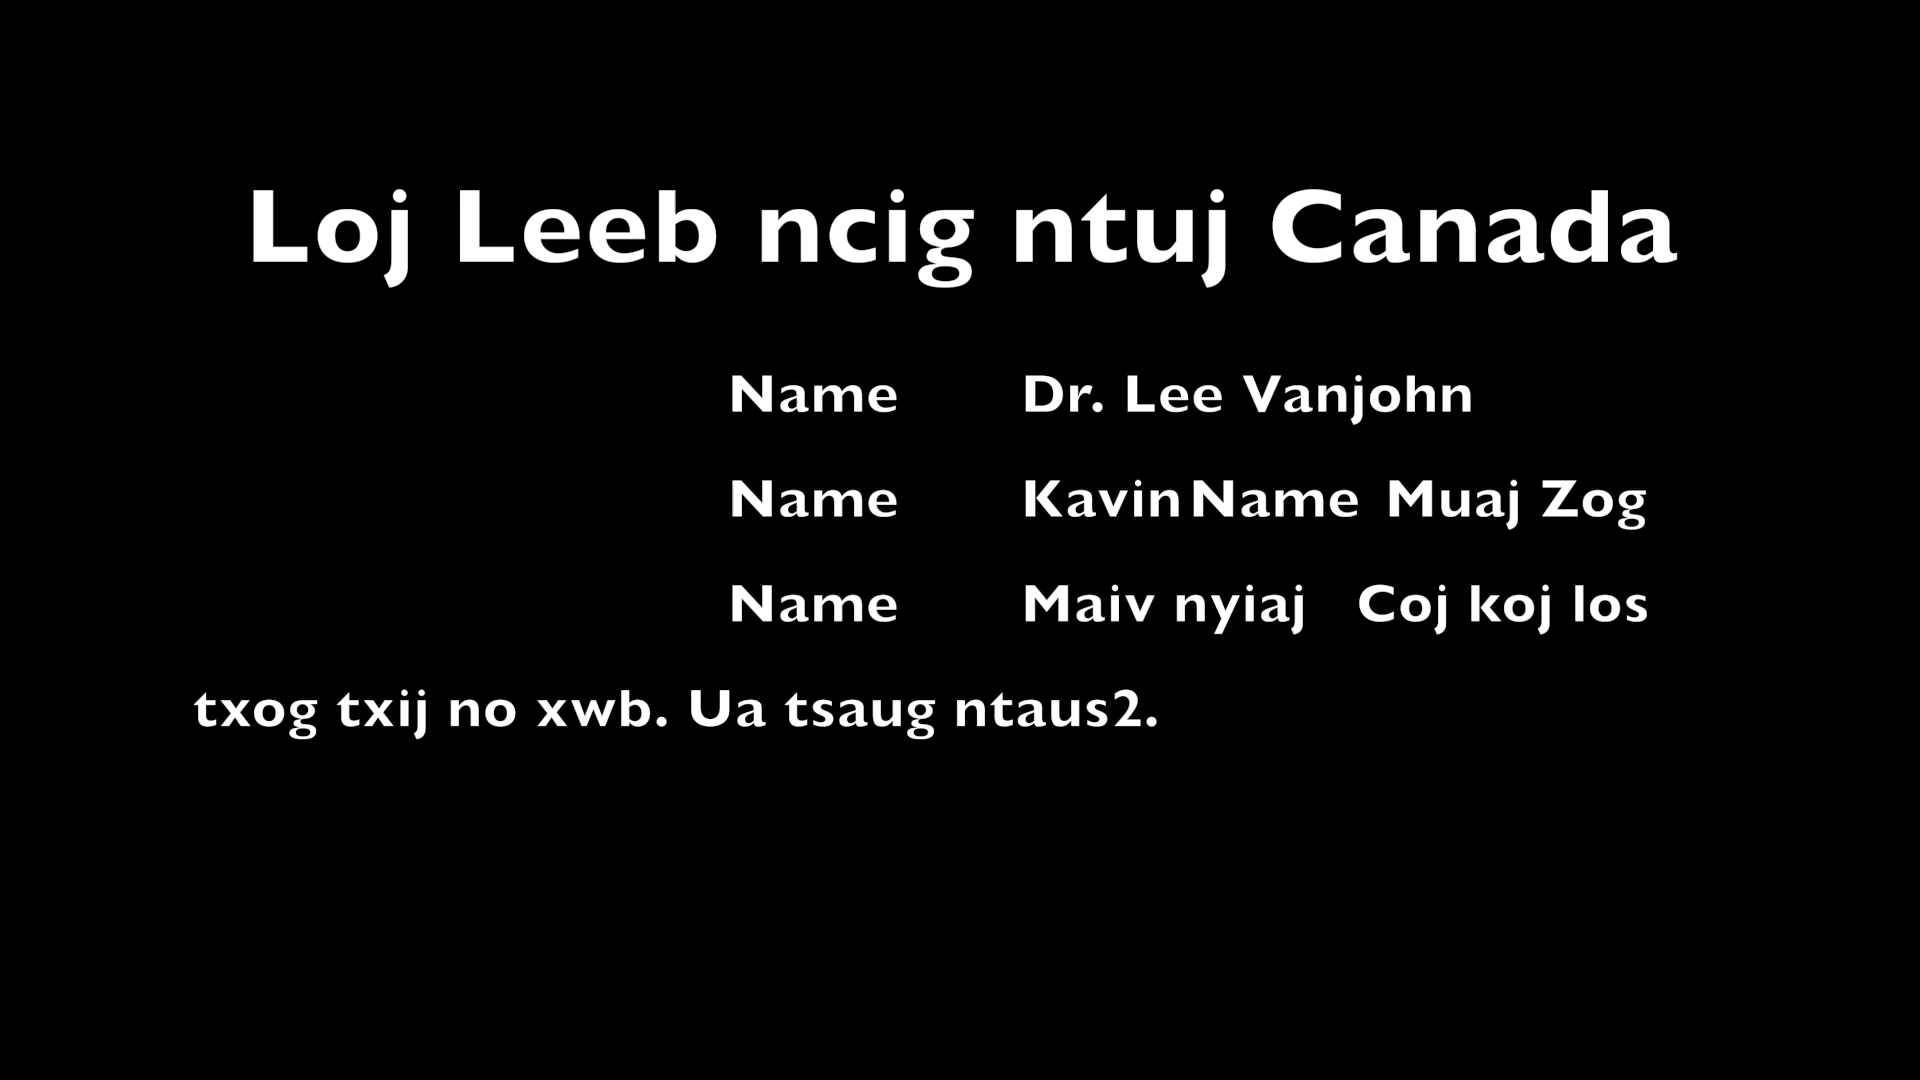 Loj Leeb ncig ntuj Canada
Name Dr. Lee Vanjohn
Name Kavin Name Muaj Zog
Name Maiv nyiaj Coj koj los
txog txij no xwb. Ua tsaug ntaus2.